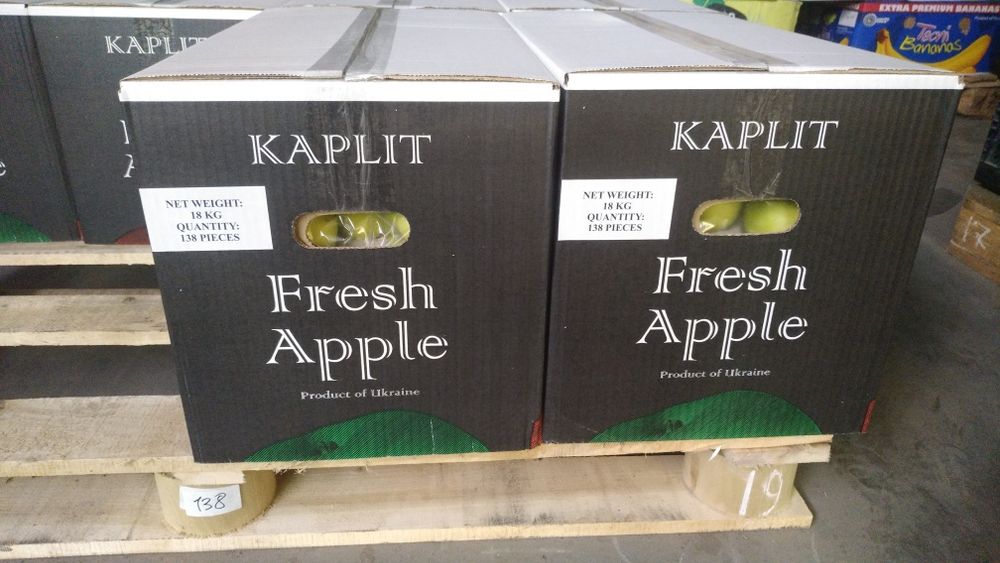 KAPLIT
KAPLIT
NET WEIGHT:
18 KG
QUANTITY:
138 PIECES
Fresh
Apple
Product of Ukraine
KAPLIT
NET WEIGHT:
18 KG
QUANTITY:
138 PIECES
Fresh
Apple
Product of Ukraine
EXTRA PREMIUM BANANAS
Bananas
138
19
17